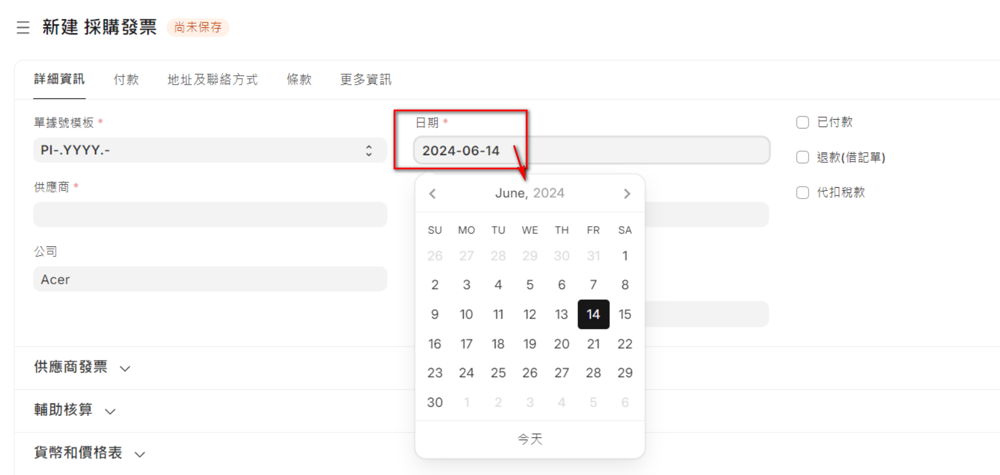 新建 採購發票 尚未保存
詳細資訊 付款 地址及聯絡方式 條款 更多資訊
單據號模板 *
PI-.YYYY.-
供應商 *
公司
Acer
日期 *
2024-06-14
June, 2024
SU MO TU WE TH FR SA
26 27 28 29 30 31 1
2 3 4 5 6 7 8
9 10 11 12 13 14 15
16 17 18 19 20 21 22
23 24 25 26 27 28 29
30 1 2 3 4 5 6
今天
已付款
退款(借記單)
代扣稅款
供應商發票
輔助核算
貨幣和價格表